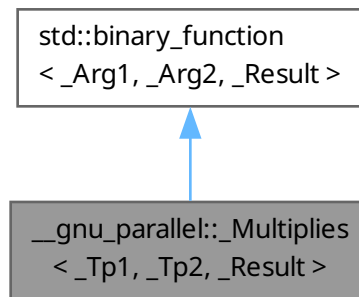 std::binary_function
< _Arg1, _Arg2, _Result >
__gnu_parallel::_Multiplies
< _Tp1, _Tp2, _Result >